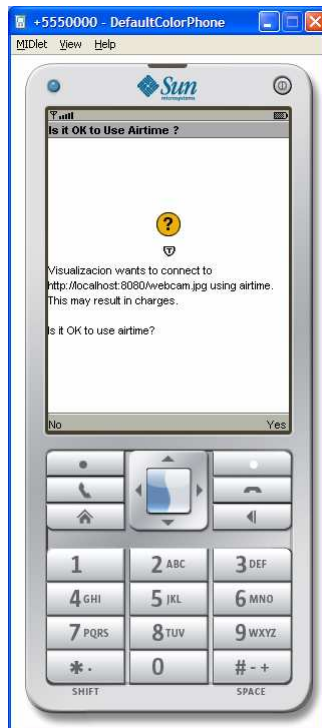 +5550000 - DefaultColorPhone
MIDlet View Help
Sun
microsystems
Is it OK to Use Airtime ?
Visualizacion wants to connect to
http://localhost:8080/webcam.jpg using airtime.
This may result in charges.
Is it OK to use airtime?
No Yes
1 2 ABC 3 DEF
4 GHI 5 JKL 6 MNO
7 PQRS 8 TUV 9 WXYZ
* . 0 # - +
SHIFT SPACE